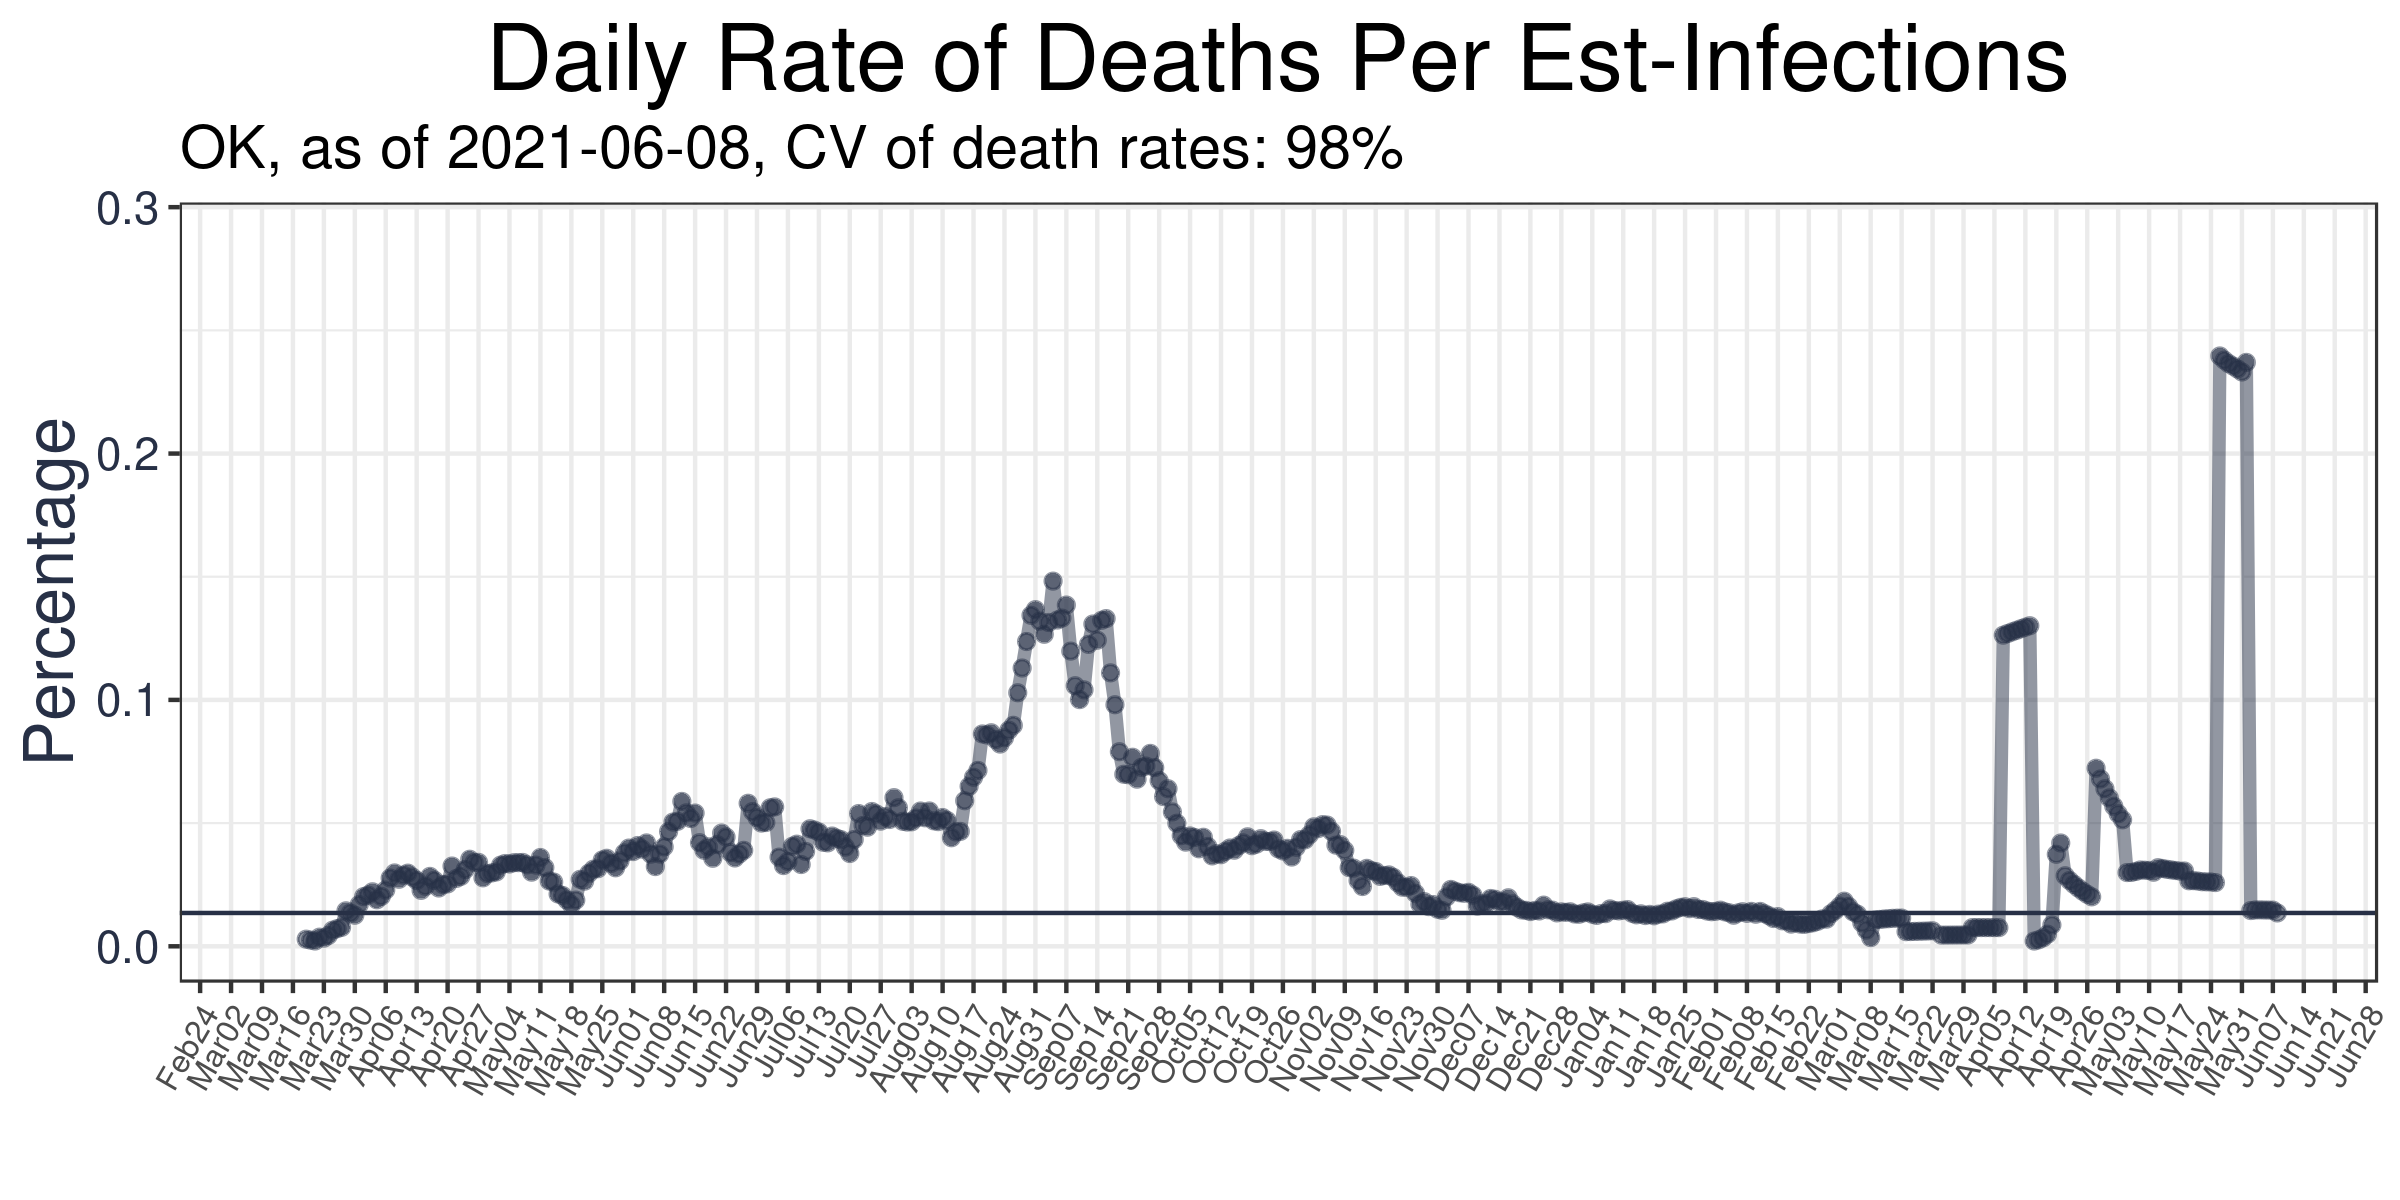 Daily Rate of Deaths Per Est-Infections
OK, as of 2021-06-08, CV of death rates: 98%
Percentage
0.3
0.2
0.1
0.0
Feb24 Mar02 Mar09 Mar16 Mar23 Mar30 Apr06 Apr13 Apr20 Apr27 May04 May11 May18 May25 Jun01 Jun08 Jun15 Jun22 Jun29 Jul06 Jul13 Jul20 Jul27 Aug03 Aug10 Aug17 Aug24 Aug31 Sep07 Sep14 Sep21 Sep28 Oct05 Oct12 Oct19 Oct26 Nov02 Nov09 Nov16 Nov23 Nov30 Dec07 Dec14 Dec21 Dec28 Jan04 Jan11 Jan18 Jan25 Feb01 Feb08 Feb15 Feb22 Mar01 Mar08 Mar15 Mar22 Mar29 Apr05 Apr12 Apr19 Apr26 May03 May10 May17 May24 May31 Jun07 Jun14 Jun21 Jun28